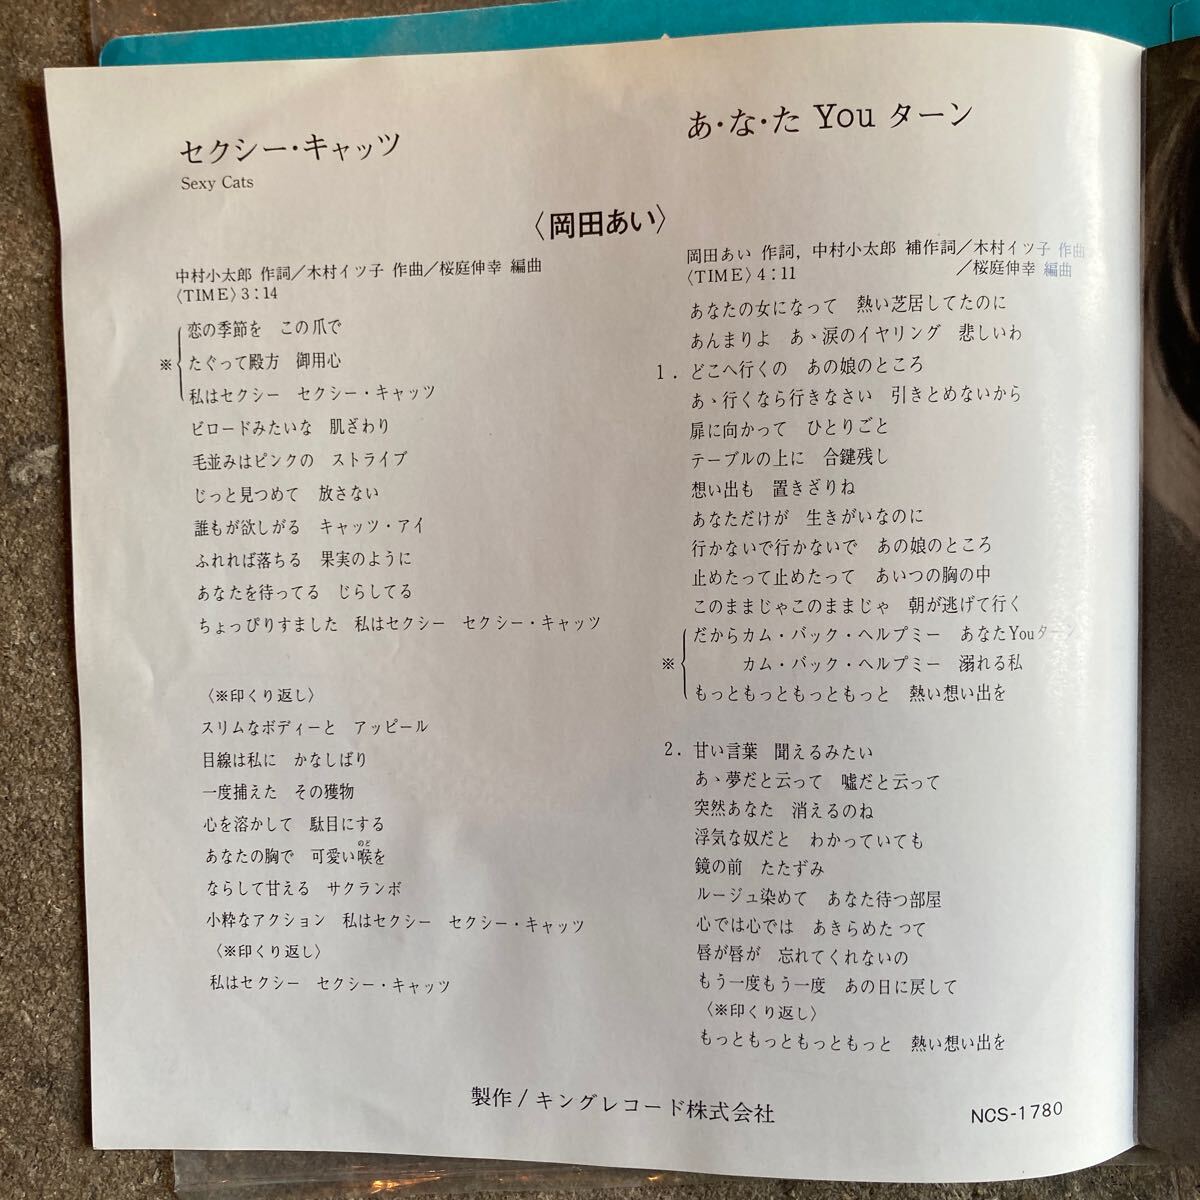 セクシー・キャッツ
Sexy Cats
あ・な・た You ターン
〈岡田あい〉
中村小太郎 作詞／木村イツ子 作曲／桜庭伸幸 編曲
〈TIME〉3：14
恋の季節を　この爪で
※ たぐって殿方　御用心
私はセクシー　セクシー・キャッツ
ビロードみたいな　肌ざわり
毛並みはピンクの　ストライプ
じっと見つめて　放さない
誰もが欲しがる　キャッツ・アイ
ふれれば落ちる　果実のように
あなたを待ってる　じらしてる
ちょっぴりすました　私はセクシー　セクシー・キャッツ
〈※印くり返し〉
スリムなボディーと　アッピール
目線は私に　かなしばり
一度捕えた　その獲物
心を溶かして　駄目にする
あなたの胸で　可愛い喉(のど)を
ならして甘える　サクランボ
小粋なアクション　私はセクシー　セクシー・キャッツ
〈※印くり返し〉
私はセクシー　セクシー・キャッツ
岡田あい 作詞，中村小太郎 補作詞／木村イツ子 作曲
〈TIME〉4：11　／桜庭伸幸 編曲
あなたの女になって　熱い芝居してたのに
あんまりよ　あゝ涙のイヤリング　悲しいわ
1．どこへ行くの　あの娘のところ
あゝ行くなら行きなさい　引きとめないから
扉に向かって　ひとりごと
テーブルの上に　合鍵残し
想い出も　置きざりね
あなただけが　生きがいなのに
行かないで行かないで　あの娘のところ
止めたって止めたって　あいつの胸の中
このままじゃこのままじゃ　朝が逃げて行く
だからカム・バック・ヘルプミー　あなたYouターン
※ カム・バック・ヘルプミー　溺れる私
もっともっともっともっと　熱い想い出を
2．甘い言葉　聞えるみたい
あゝ夢だと云って　嘘だと云って
突然あなた　消えるのね
浮気な奴だと　わかっていても
鏡の前　たたずみ
ルージュ染めて　あなた待つ部屋
心では心では　あきらめたって
唇が唇が　忘れてくれないの
もう一度もう一度　あの日に戻して
〈※印くり返し〉
もっともっともっともっと　熱い想い出を
製作／キングレコード株式会社
NCS-1780